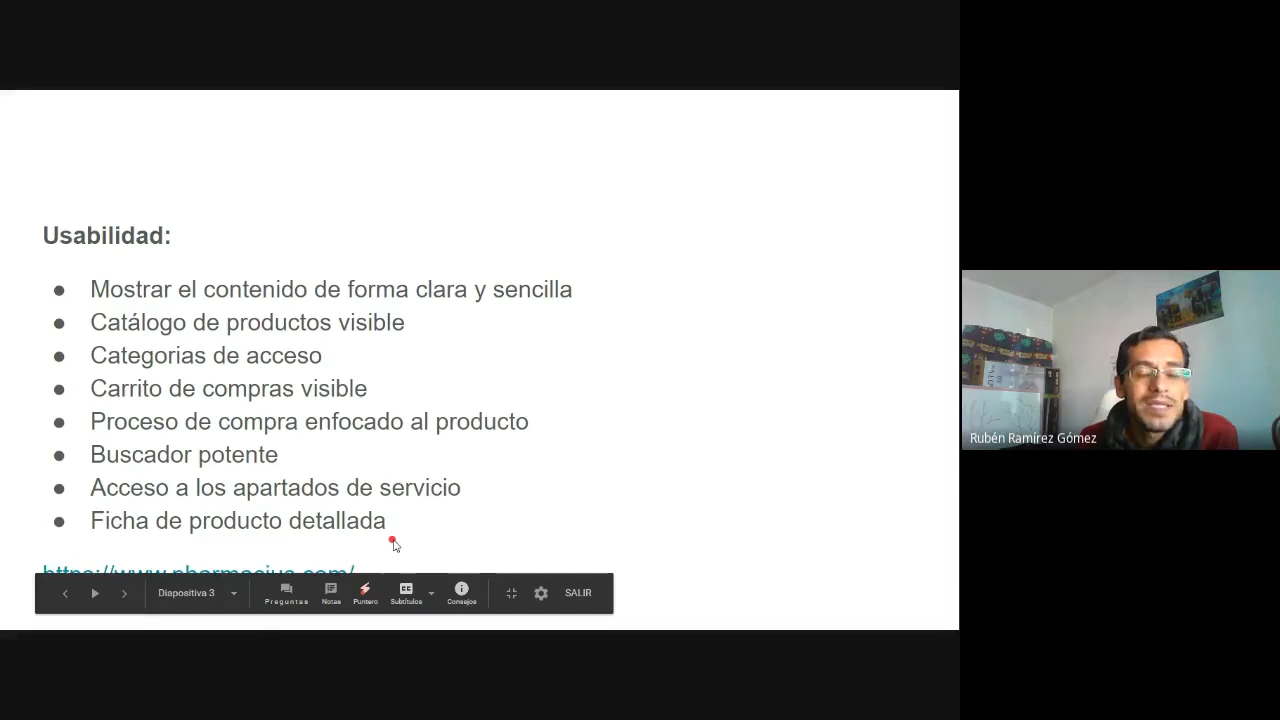 Usabilidad:
● Mostrar el contenido de forma clara y sencilla
● Catálogo de productos visible
● Categorias de acceso
● Carrito de compras visible
● Proceso de compra enfocado al producto
● Buscador potente
● Acceso a los apartados de servicio
● Ficha de producto detallada
https://www.pharmacius.com/
Diapositiva 3
Preguntas
Notas
Puntero
Subtítulos
Consejos
SALIR
Rubén Ramírez Gómez